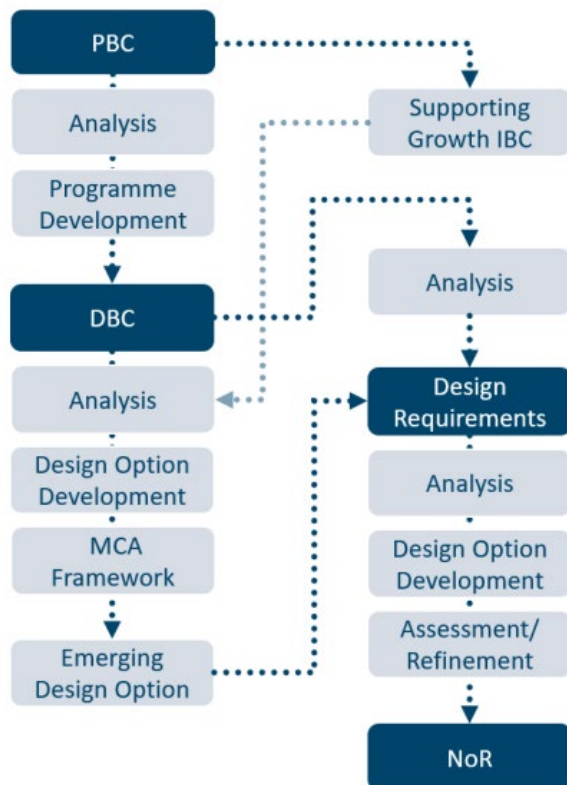 PBC
Analysis
Programme
Development
DBC
Analysis
Design Option
Development
MCA
Framework
Emerging
Design Option
Supporting
Growth IBC
Analysis
Design
Requirements
Analysis
Design Option
Development
Assessment/
Refinement
NoR